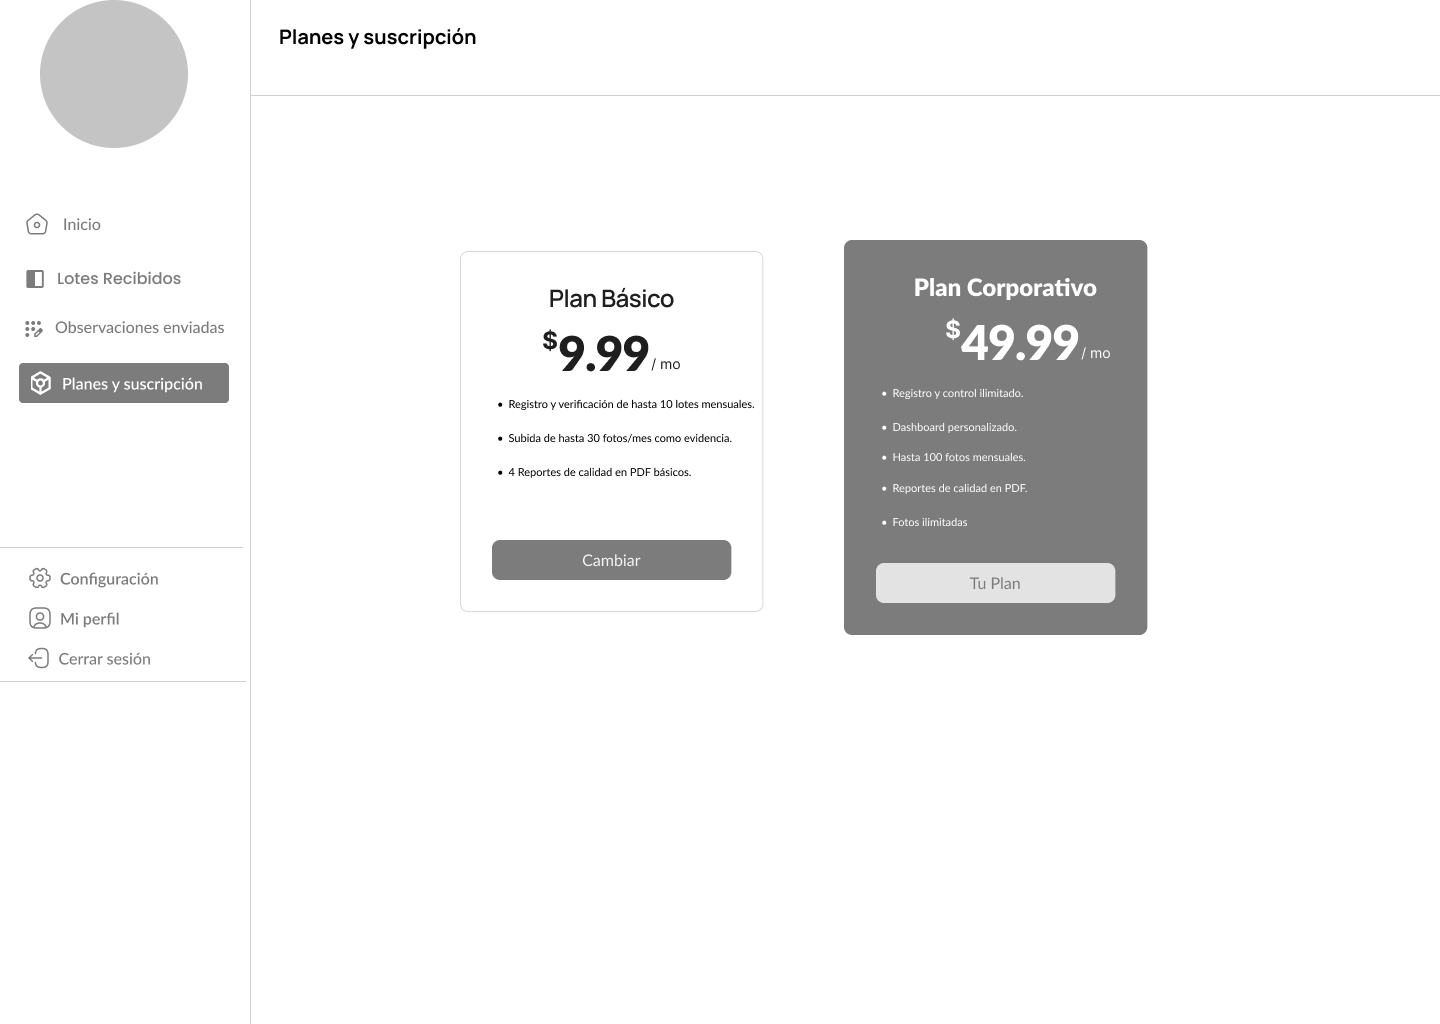 Planes y suscripción
Inicio
Lotes Recibidos
Observaciones enviadas
Planes y suscripción
Configuración
Mi perfil
Cerrar sesión
Plan Básico
$9.99/ mo
Registro y verificación de hasta 10 lotes mensuales.
Subida de hasta 30 fotos/mes como evidencia.
4 Reportes de calidad en PDF básicos.
Cambiar
Plan Corporativo
$49.99/ mo
Registro y control ilimitado.
Dashboard personalizado.
Hasta 100 fotos mensuales.
Reportes de calidad en PDF.
Fotos ilimitadas
Tu Plan